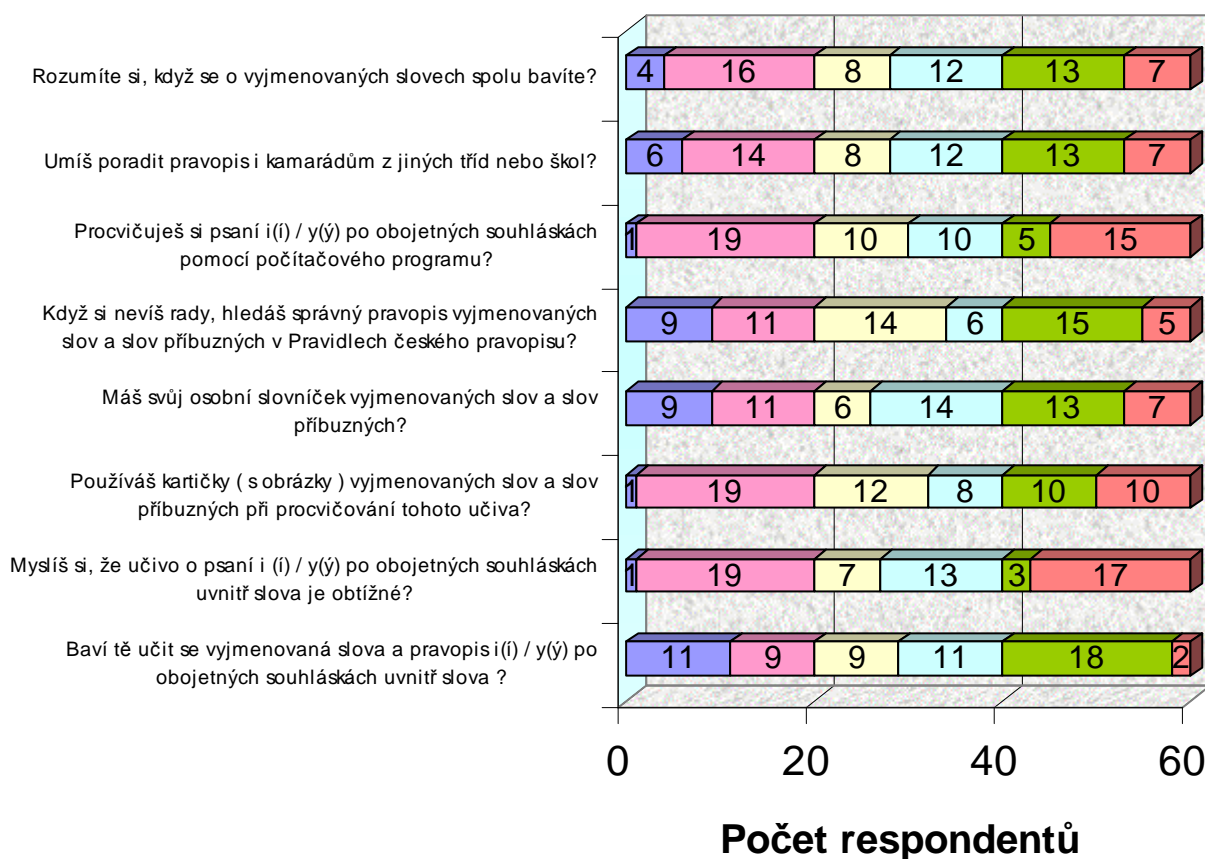 Rozumíte si, když se o vyjmenovaných slovech spolu bavíte?
4 16 8 12 13 7
Umíš poradit pravopis i kamarádům z jiných tříd nebo škol?
6 14 8 12 13 7
Procvičuješ si psaní i(í) / y(ý) po obojetných souhláskách
pomocí počítačového programu?
1 19 10 10 5 15
Když si nevíš rady, hledáš správný pravopis vyjmenovaných
slov a slov příbuzných v Pravidlech českého pravopisu?
9 11 14 6 15 5
Máš svůj osobní slovníček vyjmenovaných slov a slov
příbuzných?
9 11 6 14 13 7
Používáš kartičky ( s obrázky ) vyjmenovaných slov a slov
příbuzných při procvičování tohoto učiva?
1 19 12 8 10 10
Myslíš si, že učivo o psaní i (í) / y(ý) po obojetných souhláskách
uvnitř slova je obtížné?
1 19 7 13 3 17
Baví tě učit se vyjmenovaná slova a pravopis i(í) / y(ý) po
obojetných souhláskách uvnitř slova ?
11 9 9 11 18 2
0 20 40 60
Počet respondentů